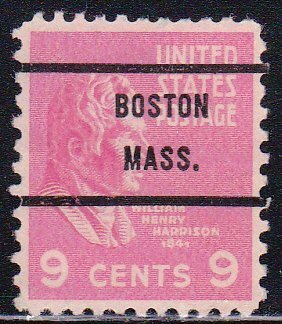 UNITED
STATES
POSTAGE
BOSTON
MASS.
WILLIAM
HENRY
HARRISON
1841
9 CENTS 9